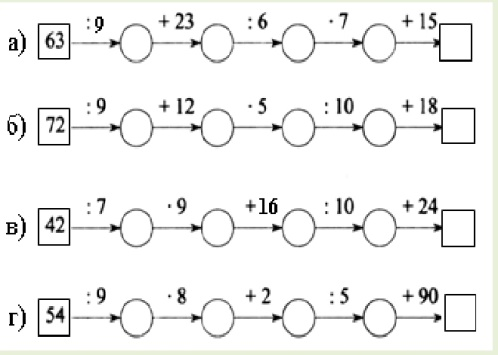 : 9 + 23 : 6 · 7 + 15
а) 63
: 9 + 12 · 5 : 10 + 18
б) 72
: 7 · 9 +16 : 10 + 24
в) 42
: 9 · 8 + 2 : 5 + 90
г) 54